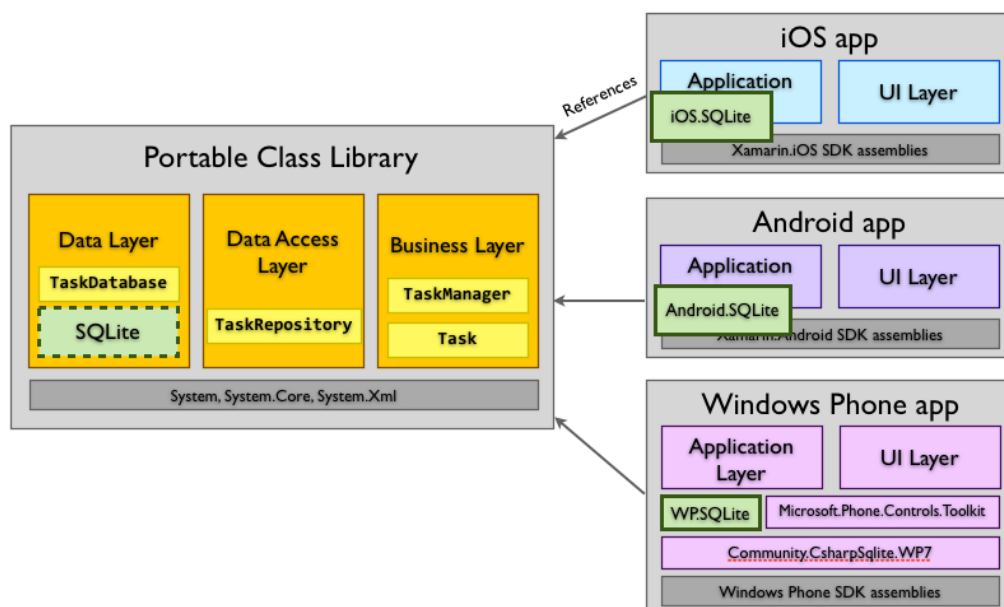 iOS app
Application
UI Layer
iOS.SQLite
Xamarin.iOS SDK assemblies
References
Portable Class Library
Data Layer
TaskDatabase
SQLite
Data Access
Layer
TaskRepository
Business Layer
TaskManager
Task
System, System.Core, System.Xml
Android app
Application
UI Layer
Android.SQLite
Xamarin.Android SDK assemblies
Windows Phone app
Application
Layer
UI Layer
WP.SQLite
Microsoft.Phone.Controls.Toolkit
Community.CsharpSqlite.WP7
Windows Phone SDK assemblies